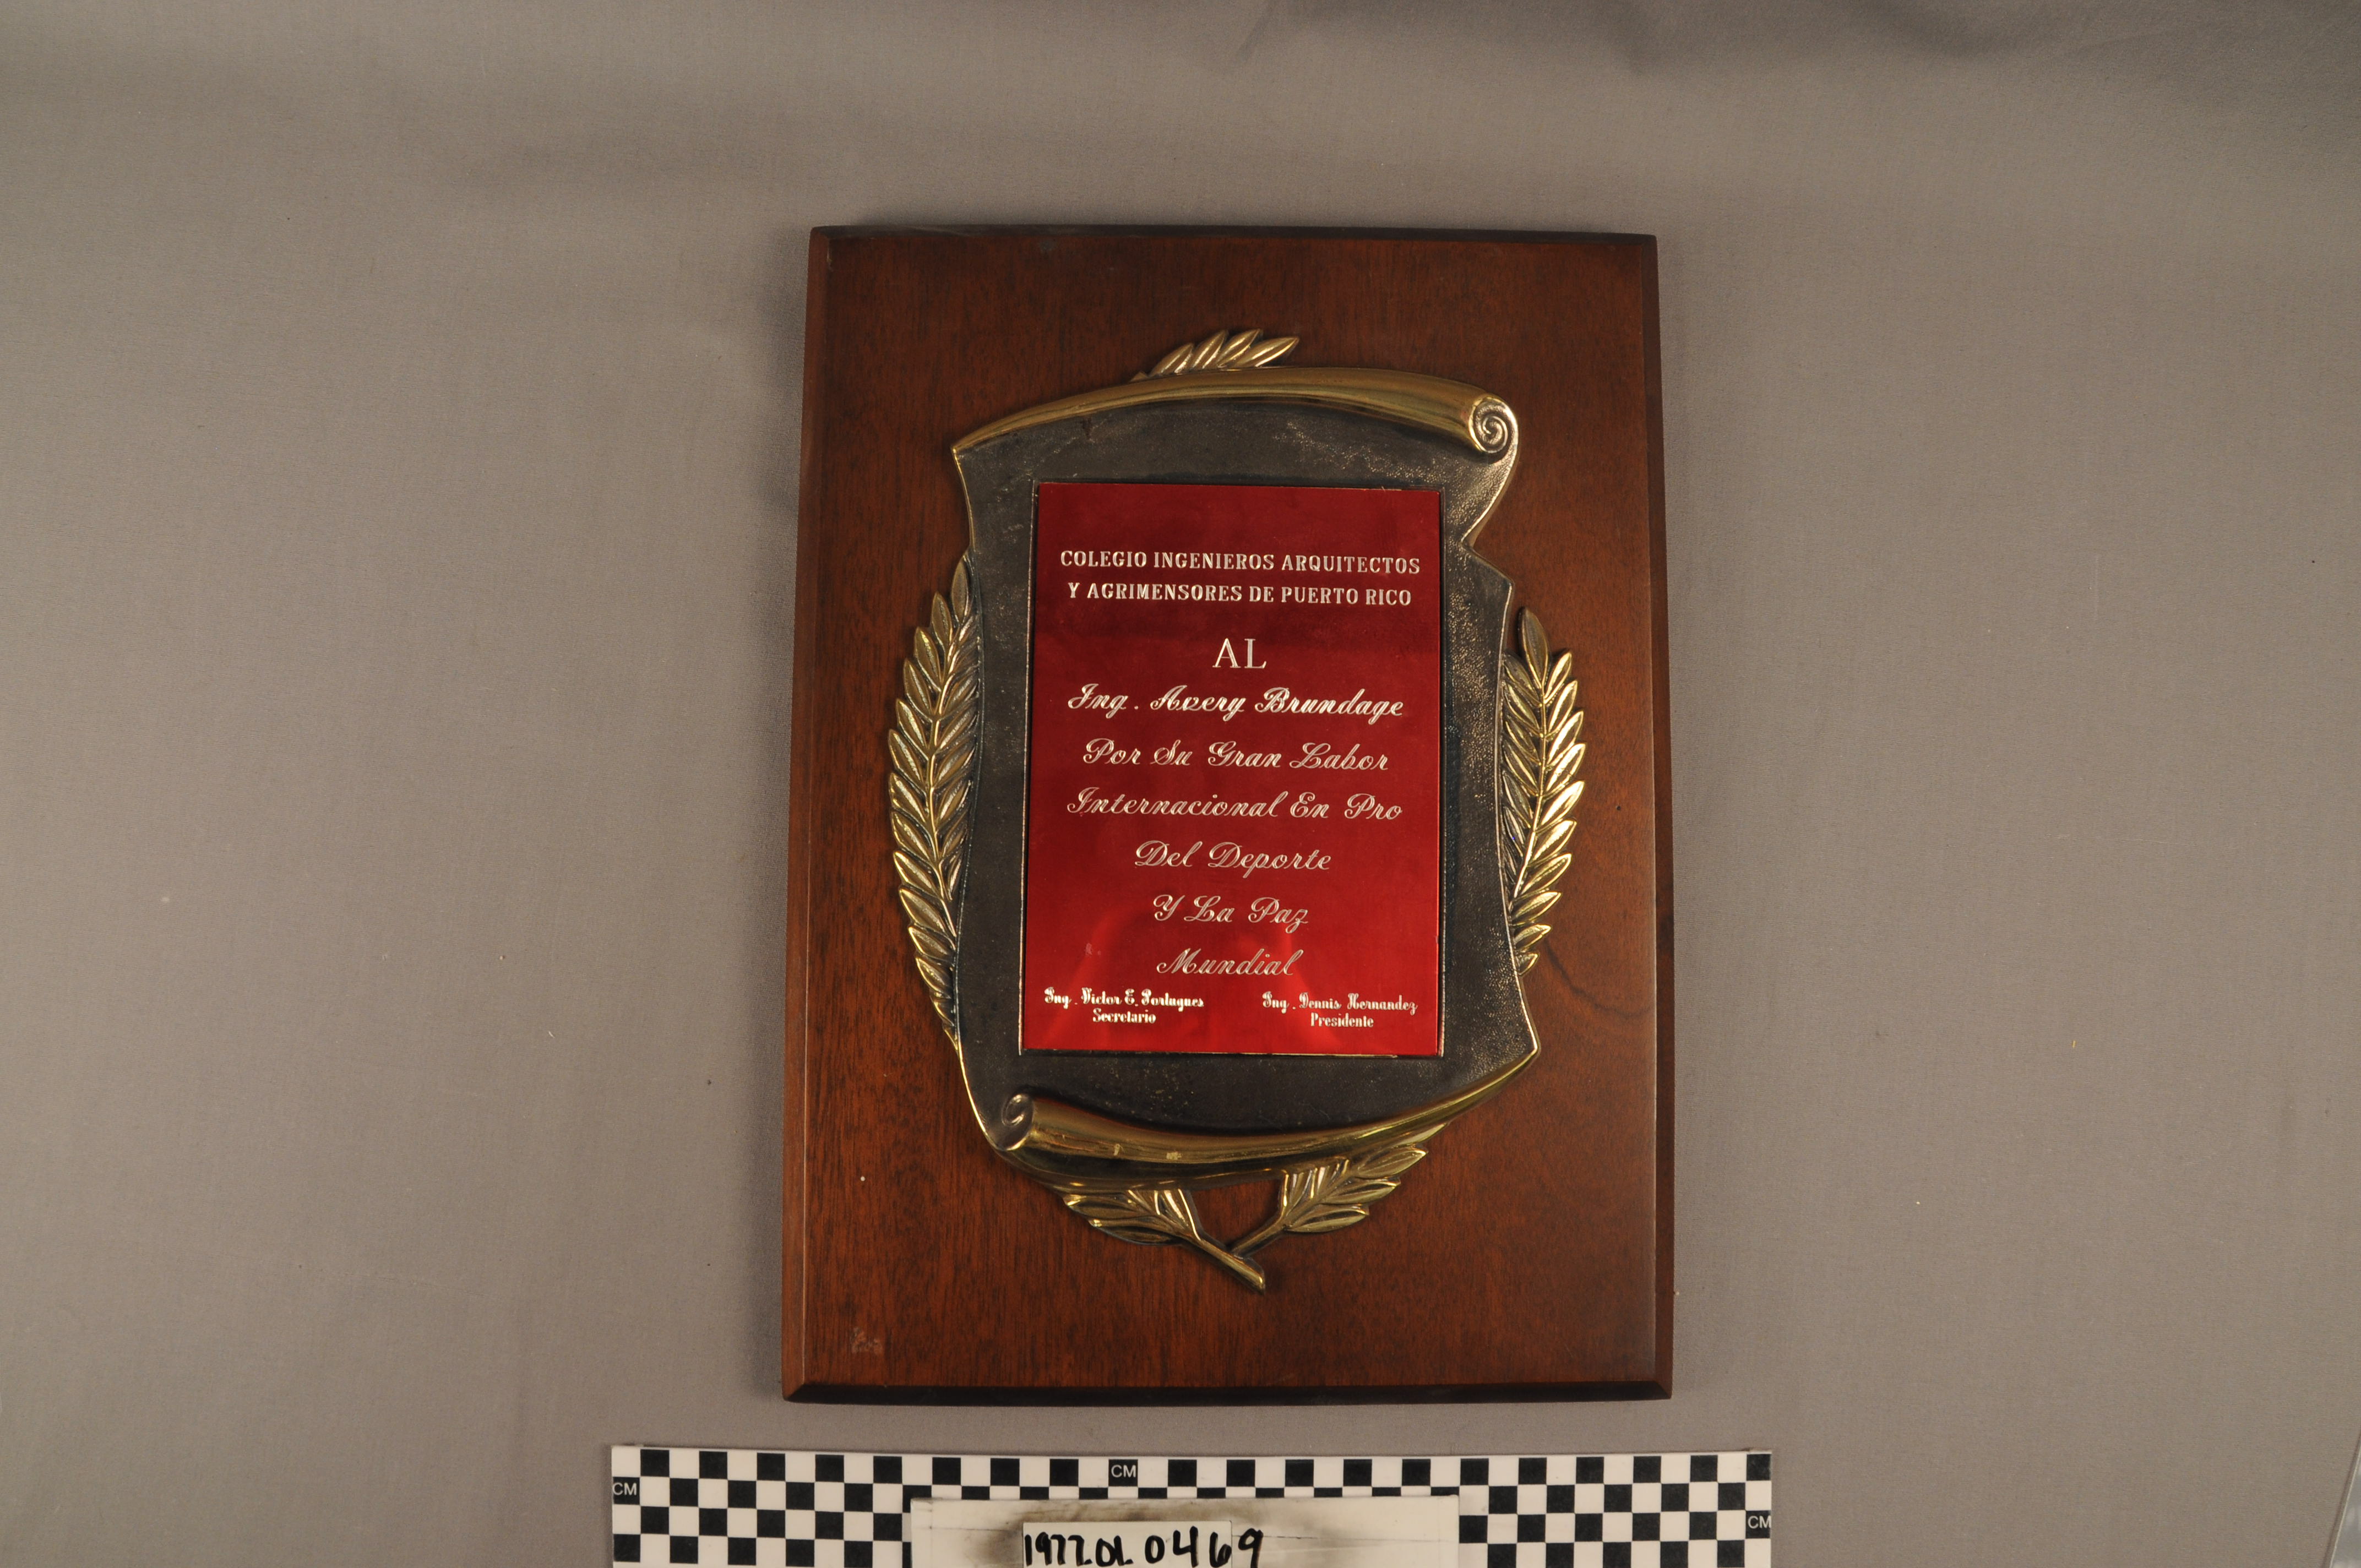 COLEGIO INGENIEROS ARQUITECTOS
Y AGRIMENSORES DE PUERTO RICO
AL
Ing. Avery Brundage
Por Su Gran Labor
Internacional En Pro
Del Deporte
Y La Paz
Mundial
Ing. Victor E. Portugues
Secretario
Ing. Dennis Hernandez
Presidente
CM
CM
CM
1977.01.0469